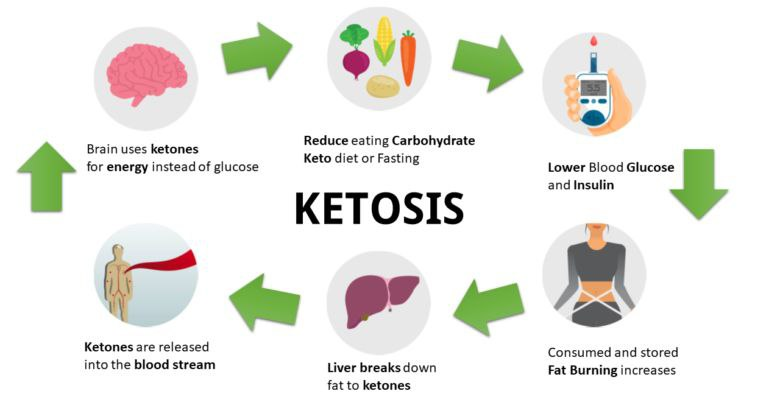 Brain uses ketones
for energy instead of glucose
Reduce eating Carbohydrate
Keto diet or Fasting
5.5
Lower Blood Glucose
and Insulin
KETOSIS
Consumed and stored
Fat Burning increases
Liver breaks down
fat to ketones
Ketones are released
into the blood stream